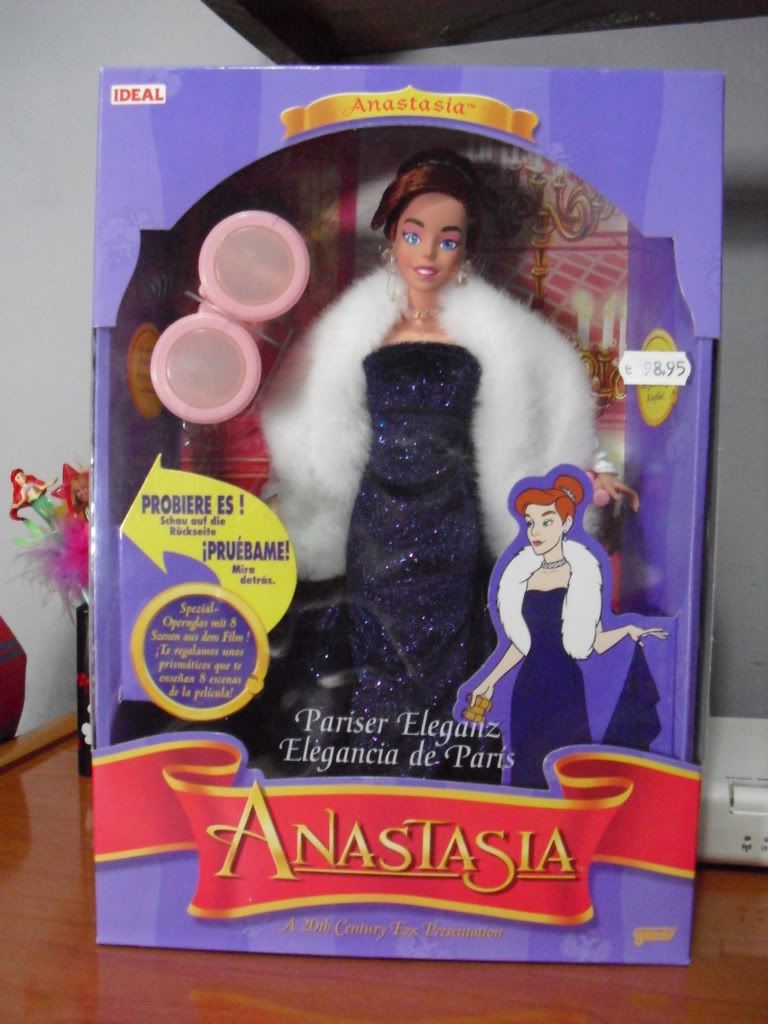 IDEAL
Anastasia™
€ 98,95
PROBIERE ES !
Schau auf die
Rückseite
¡PRUÉBAME!
Mira
detrás.
Spezial-
Opernglas mit 8
Szenen aus dem Film !
¡Te regalamos unos
prismáticos que te
enseñan 8 escenas
de la película!
Pariser Eleganz
Elegancia de París
ANASTASIA
A 20th Century Fox Presentation